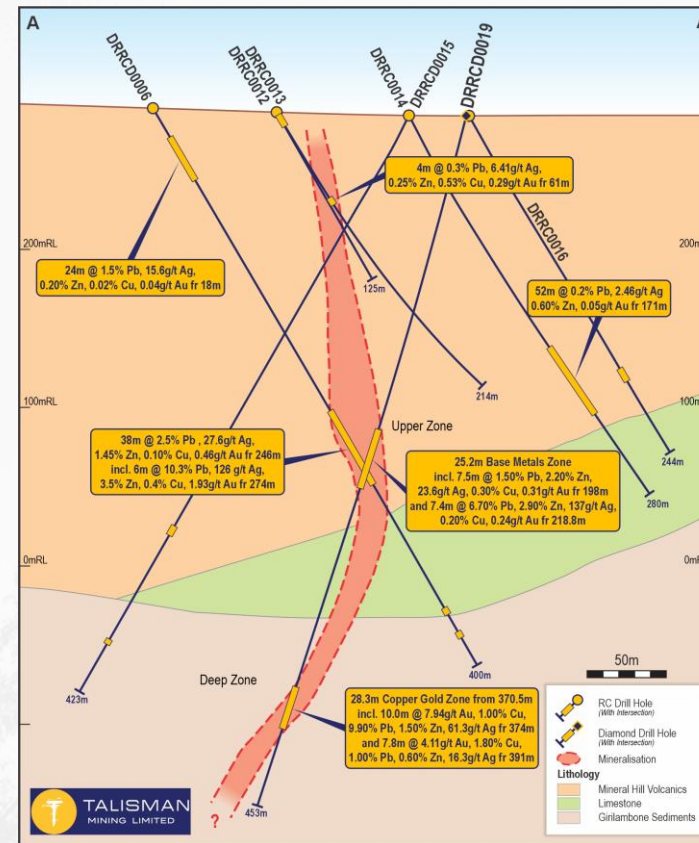 A
A
DRRCD0006
DRRC0013
DRRC0012
DRRC0014
DRRCD0015
DRRCD0019
DRRC0016
4m @ 0.3% Pb, 6.41g/t Ag,
0.25% Zn, 0.53% Cu, 0.29g/t Au fr 61m
200mRL
200m
24m @ 1.5% Pb, 15.6g/t Ag,
0.20% Zn, 0.02% Cu, 0.04g/t Au fr 18m
125m
52m @ 0.2% Pb, 2.46g/t Ag
0.60% Zn, 0.05g/t Au fr 171m
214m
100mRL
100m
Upper Zone
38m @ 2.5% Pb , 27.6g/t Ag,
1.45% Zn, 0.10% Cu, 0.46g/t Au fr 246m
incl. 6m @ 10.3% Pb, 126 g/t Ag,
3.5% Zn, 0.4% Cu, 1.93g/t Au fr 274m
25.2m Base Metals Zone
incl. 7.5m @ 1.50% Pb, 2.20% Zn,
23.6g/t Ag, 0.30% Cu, 0.31g/t Au fr 198m
and 7.4m @ 6.70% Pb, 2.90% Zn, 137g/t Ag,
0.20% Cu, 0.24g/t Au fr 218.8m
244m
280m
0mRL
0mR
400m
50m
Deep Zone
423m
28.3m Copper Gold Zone from 370.5m
incl. 10.0m @ 7.94g/t Au, 1.00% Cu,
9.90% Pb, 1.50% Zn, 61.3g/t Ag fr 374m
and 7.8m @ 4.11g/t Au, 1.80% Cu,
1.00% Pb, 0.60% Zn, 16.3g/t Ag fr 391m
453m
?
RC Drill Hole
(With Intersection)
Diamond Drill Hole
(With Intersection)
Mineralisation
Lithology
Mineral Hill Volcanics
Limestone
Girilambone Sediments
TALISMAN
MINING LIMITED